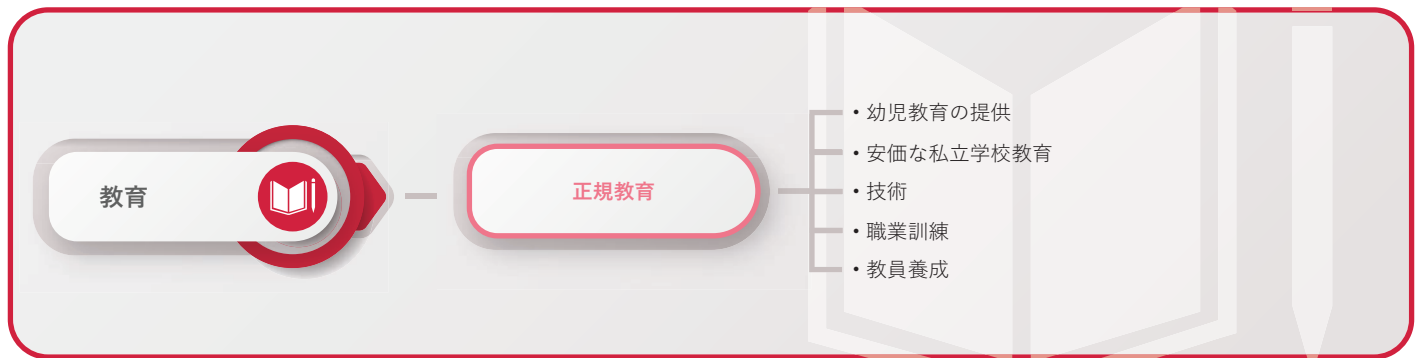 教育
正規教育
・幼児教育の提供
・安価な私立学校教育
・技術
・職業訓練
・教員養成